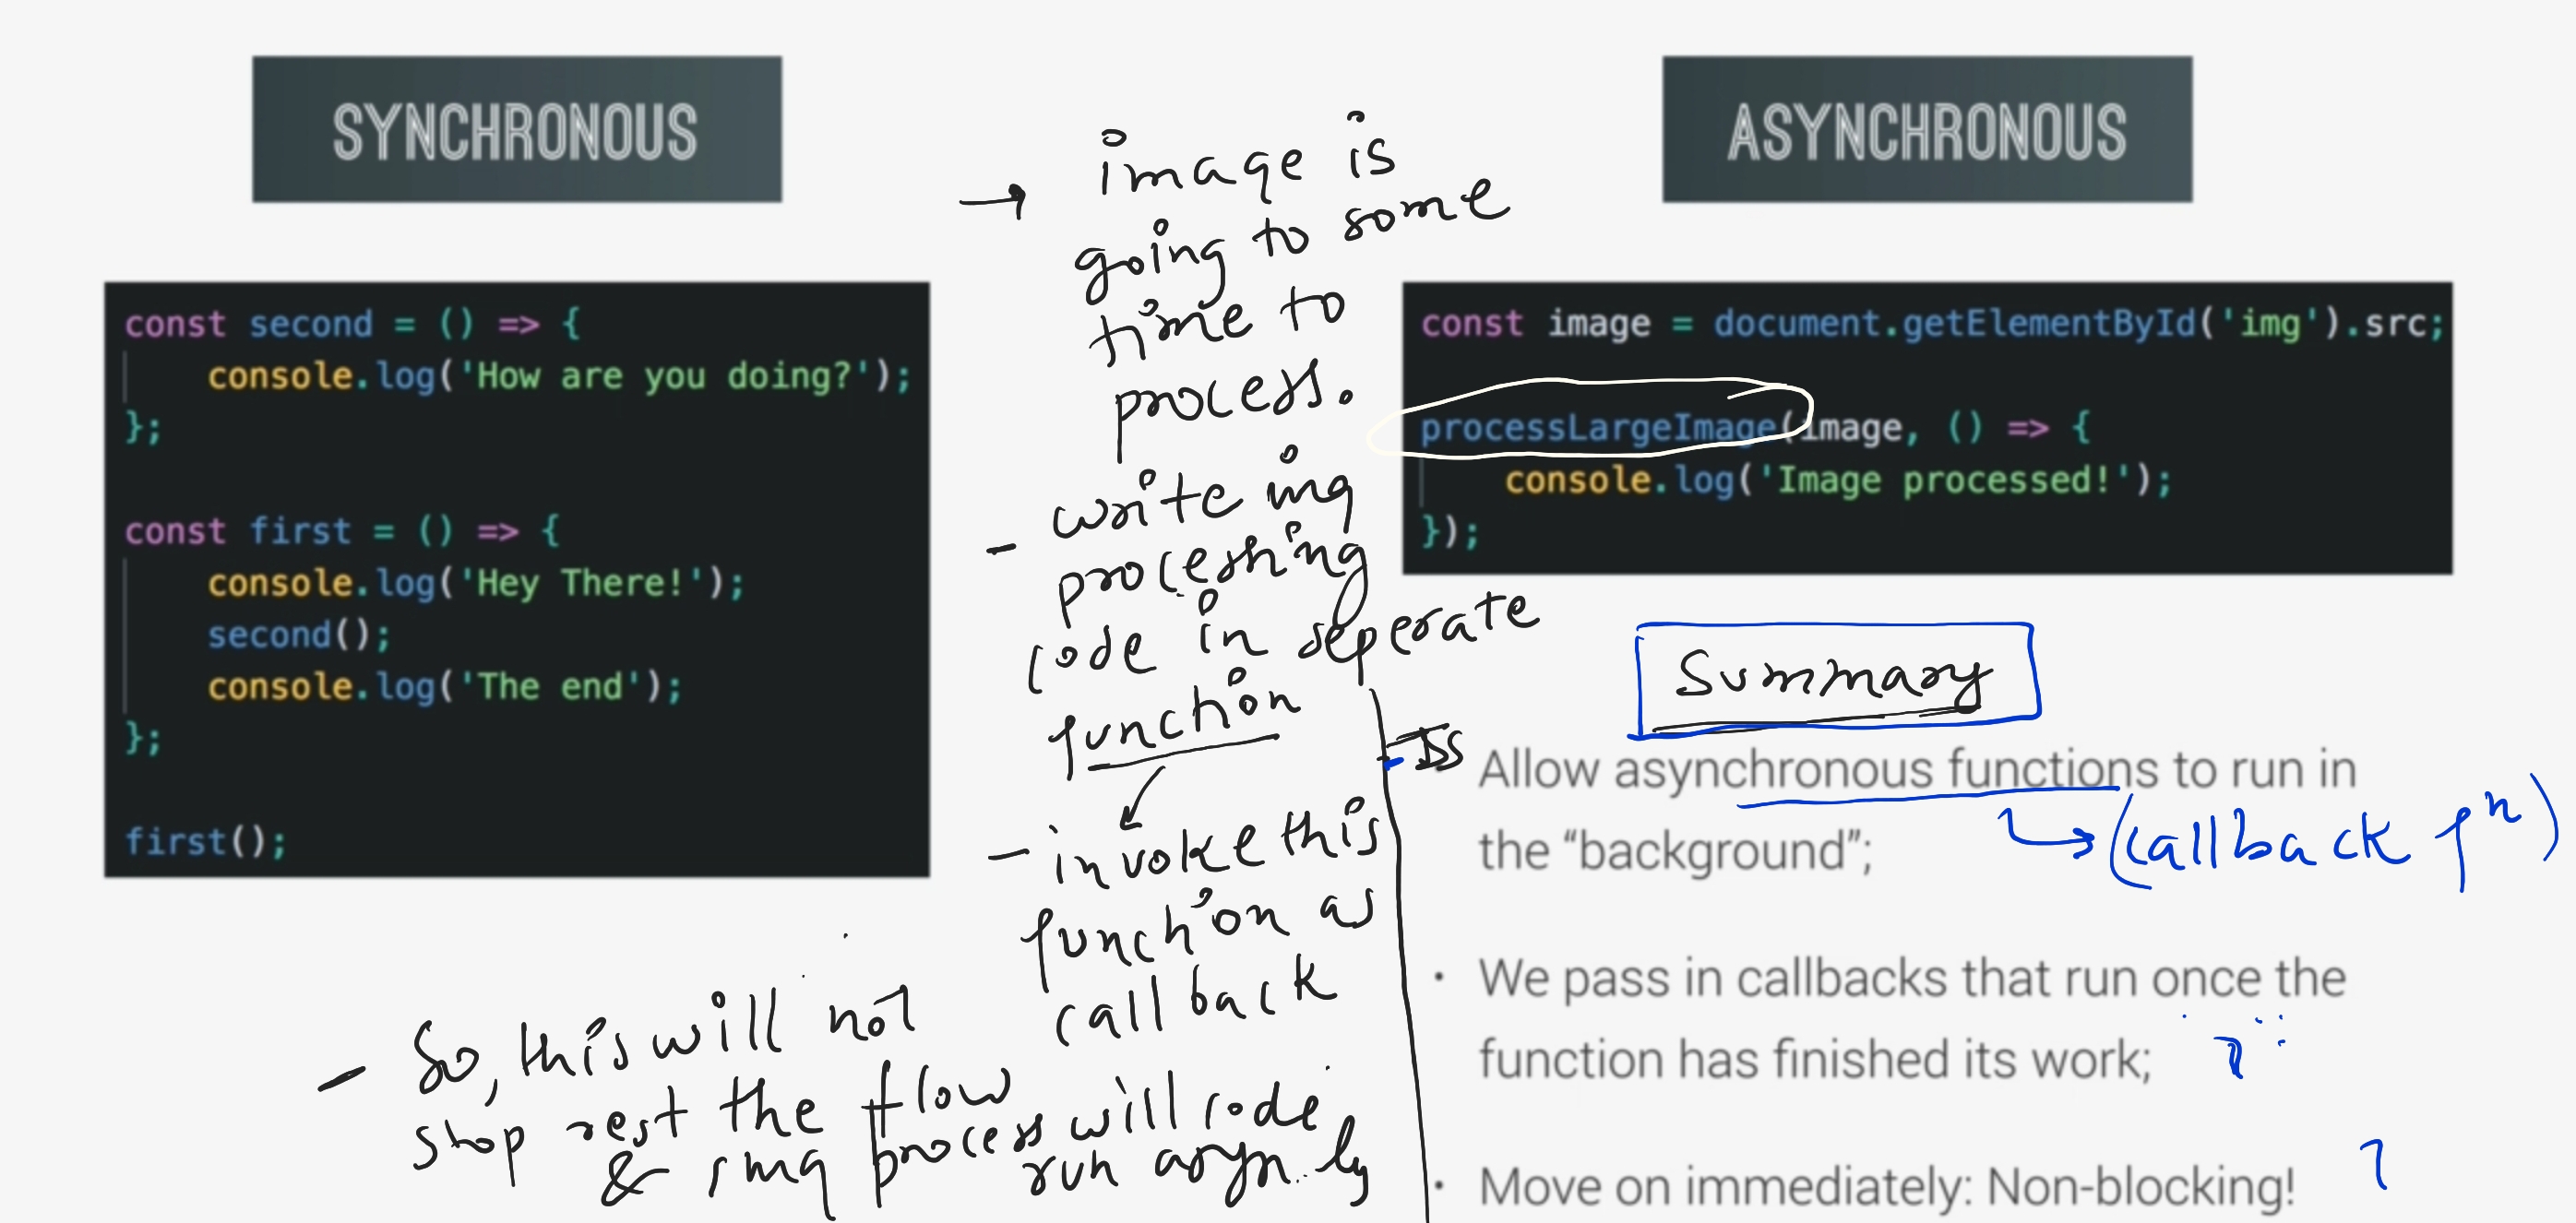 SYNCHRONOUS
const second = () => {
    console.log('How are you doing?');
};
const first = () => {
    console.log('Hey There!');
    second();
    console.log('The end');
};
first();
→ image is
going to some
time to
process.
- write ing
processing
code in seperate
function
- invoke this
function as
callback
- So, this will not
stop rest the flow
& img process will code
run asyn..ly
ASYNCHRONOUS
const image = document.getElementById('img').src;
processLargeImage(image, () => {
    console.log('Image processed!');
});
Summary
- JS Allow asynchronous functions to run in
the “background”;
↳ (callback fⁿ)
• We pass in callbacks that run once the
function has finished its work;
• Move on immediately: Non-blocking!